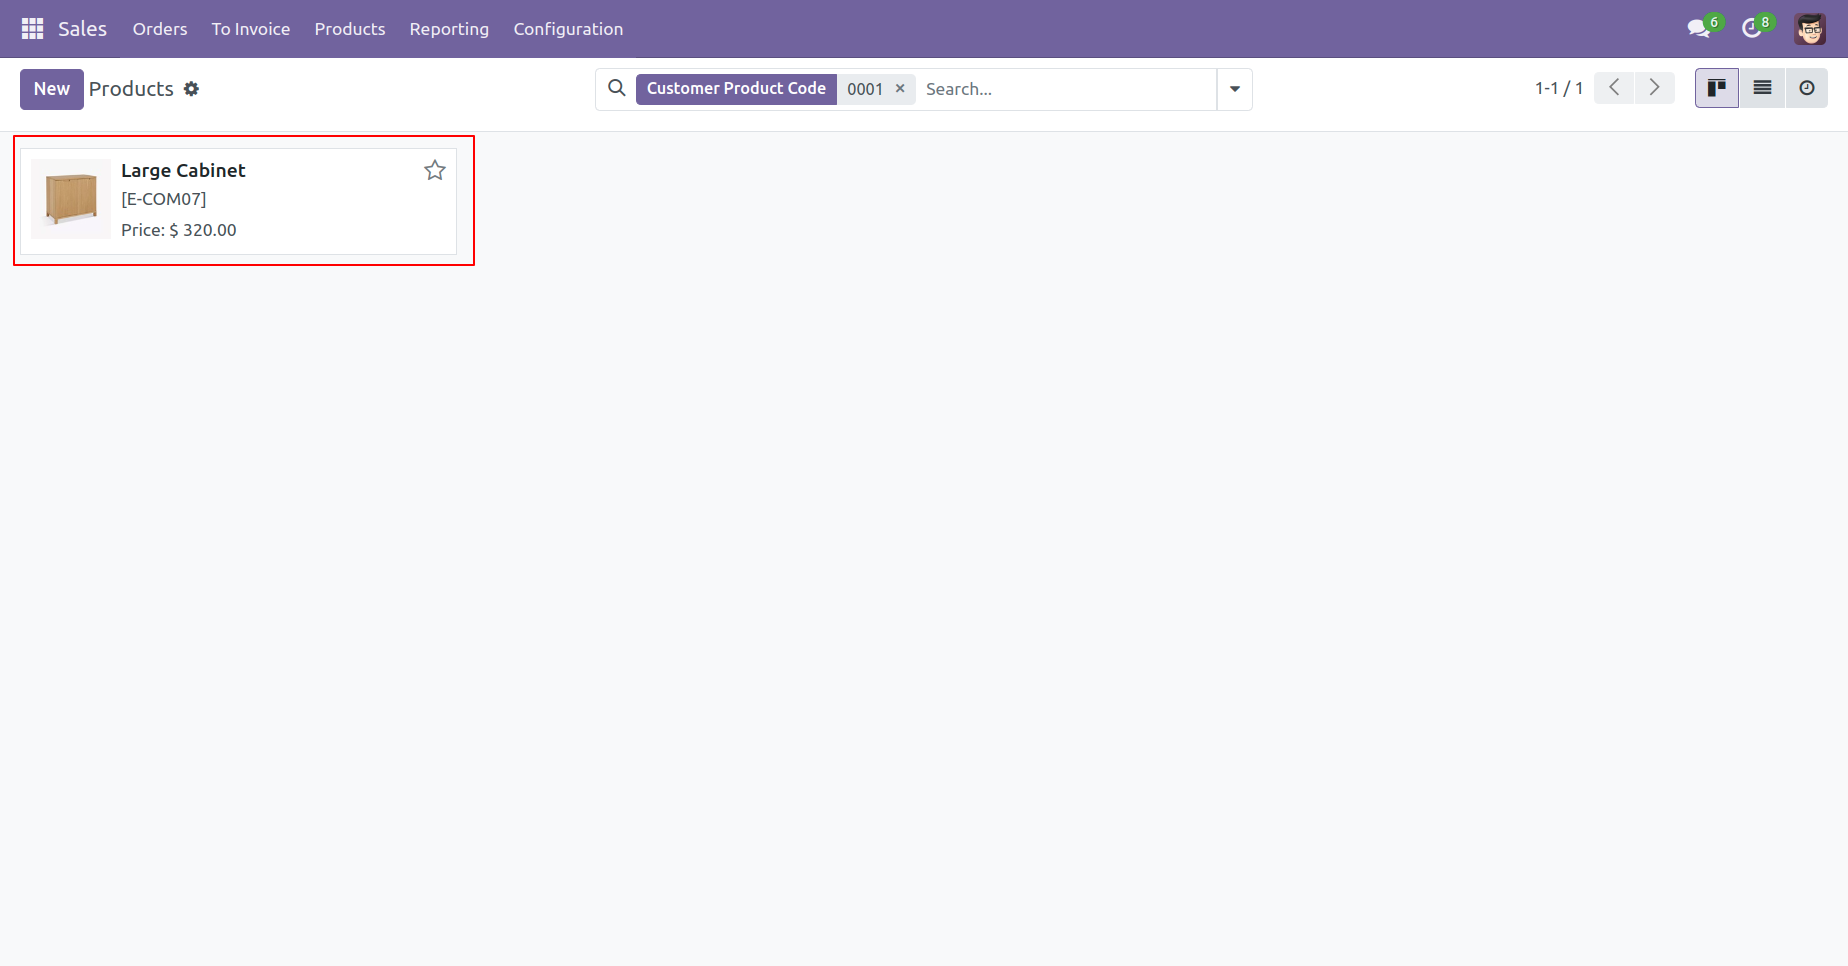 Sales Orders To Invoice Products Reporting Configuration 6 8
New Products Customer Product Code 0001 × Search... 1-1 / 1
Large Cabinet
[E-COM07]
Price: $ 320.00